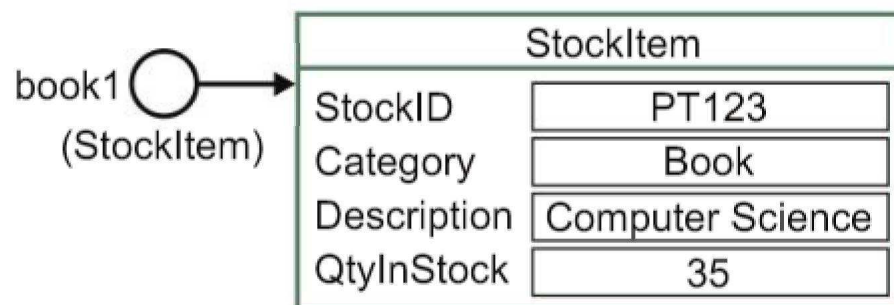 StockItem
book1
(StockItem)
StockID PT123
Category Book
Description Computer Science
QtyInStock 35